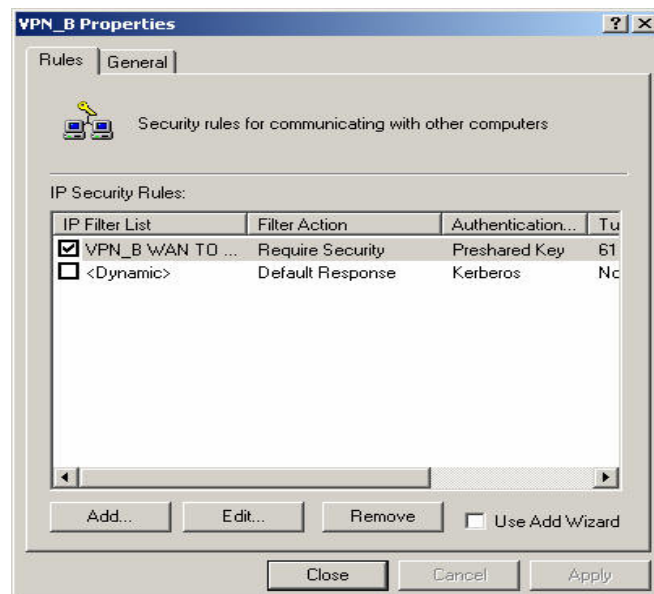 VPN_B Properties
Rules General
Security rules for communicating with other computers
IP Security Rules:
IP Filter List Filter Action Authentication... Tu
VPN_B WAN TO ... Require Security Preshared Key 61
<Dynamic> Default Response Kerberos No
Add... Edit... Remove Use Add Wizard
Close Cancel Apply